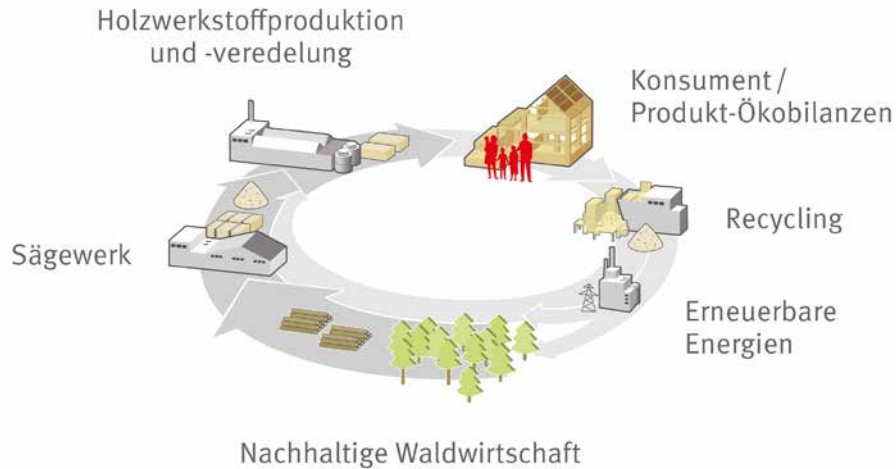 Holzwerkstoffproduktion
und -veredelung
Konsument /
Produkt-Ökobilanzen
Recycling
Sägewerk
Erneuerbare
Energien
Nachhaltige Waldwirtschaft